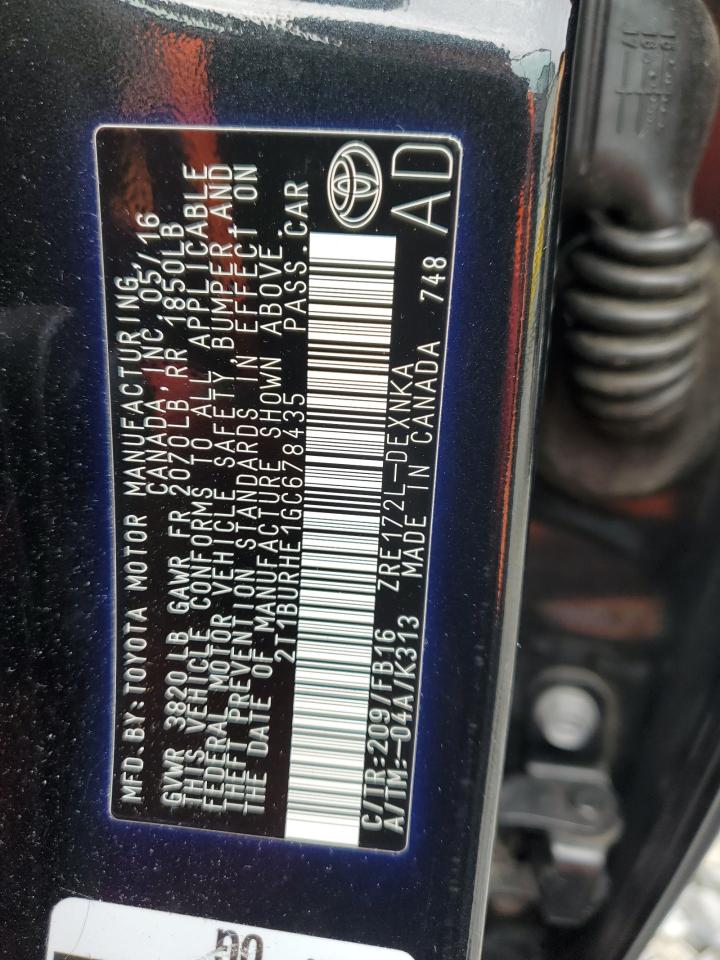 MFD.BY:TOYOTA MOTOR MANUFACTURING,
CANADA, INC. 05/16
GVWR 3820LB GAWR FR 2070LB,RR 1850LB
THIS VEHICLE CONFORMS TO ALL APPLICABLE
FEDERAL MOTOR VEHICLE SAFETY,BUMPER,AND
THEFT PREVENTION STANDARDS IN EFFECT ON
THE DATE OF MANUFACTURE SHOWN ABOVE.
2T1BURHE1GC678435 PASS.CAR
C/TR:209/FB16 ZRE172L-DEXNKA 748
A/TM:-04A/K313 MADE IN CANADA
AD